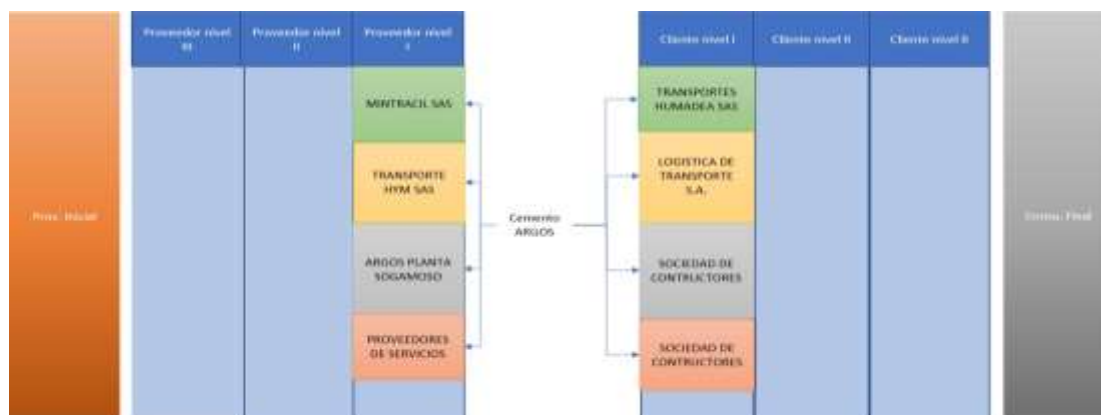 Proveedor nivel
III
Proveedor nivel
II
Proveedor nivel
I
Cliente nivel I
Cliente nivel II
Cliente nivel II
Prov. Inicial
MINTRACIL SAS
TRANSPORTE
HYM SAS
ARGOS PLANTA
SOGAMOSO
PROVEEDORES
DE SERVICIOS
Cemento
ARGOS
TRANSPORTES
HUMADEA SAS
LOGISTICA DE
TRANSPORTE
S.A.
SOCIEDAD DE
CONTRUCTORES
SOCIEDAD DE
CONTRUCTORES
Final